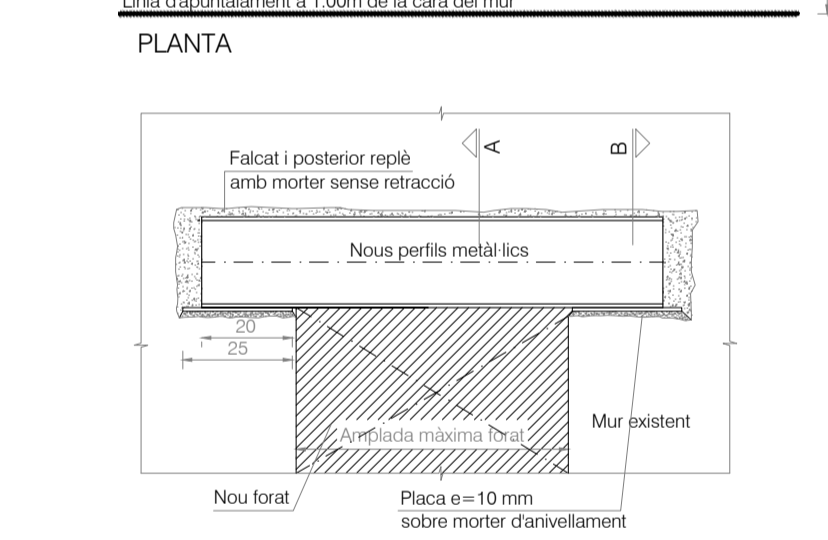 Línia d'apuntalament a 1.00m de la cara del mur
PLANTA
A
B
Falcat i posterior replè
amb morter sense retracció
Nous perfils metàl·lics
20
25
Mur existent
Amplada màxima forat
Nou forat
Placa e=10 mm
sobre morter d'anivellament